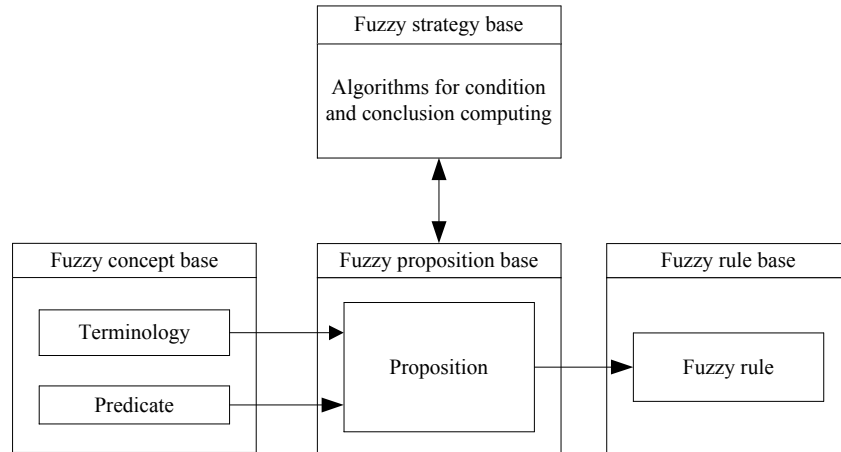 Fuzzy strategy base
Algorithms for condition
and conclusion computing
Fuzzy concept base
Fuzzy proposition base
Fuzzy rule base
Terminology
Proposition
Fuzzy rule
Predicate